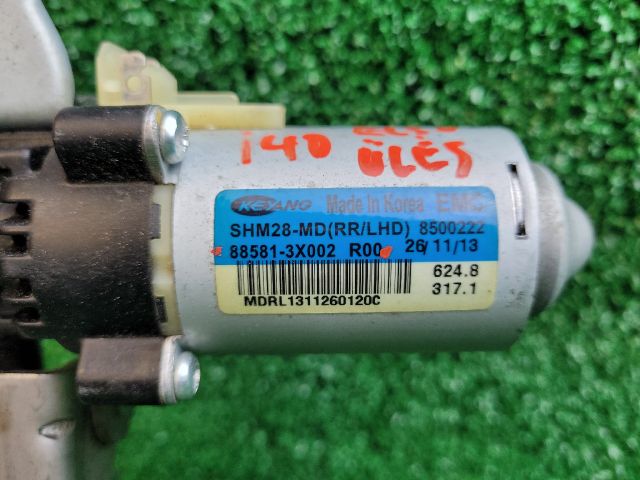 i40 ELSŐ
ÜLÉS
KEYANG Made In Korea EMC
SHM28-MD(RR/LHD) 8500222
88581-3X002 R00 26/11/13
624.8
317.1
MDRL1311260120C